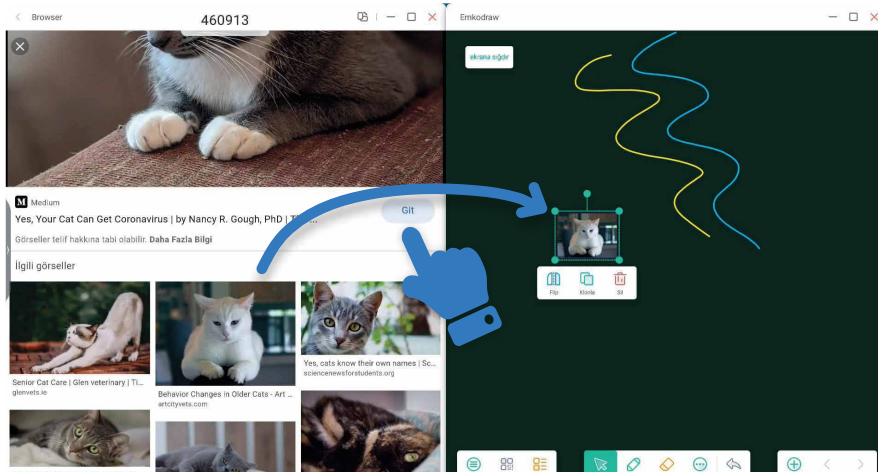 Browser
460913
Emkodraw
ekrana sığdır
M Medium
Yes, Your Cat Can Get Coronavirus | by Nancy R. Gough, PhD | T
...
Git
Görseller telif hakkına tabi olabilir. Daha Fazla Bilgi
İlgili görseller
Flip
Klonla
Sil
Senior Cat Care | Glen veterinary | Ti...
glenvets.ie
Behavior Changes in Older Cats - Art ...
artcityvets.com
Yes, cats know their own names | Sc...
sciencenewsforstudents.org